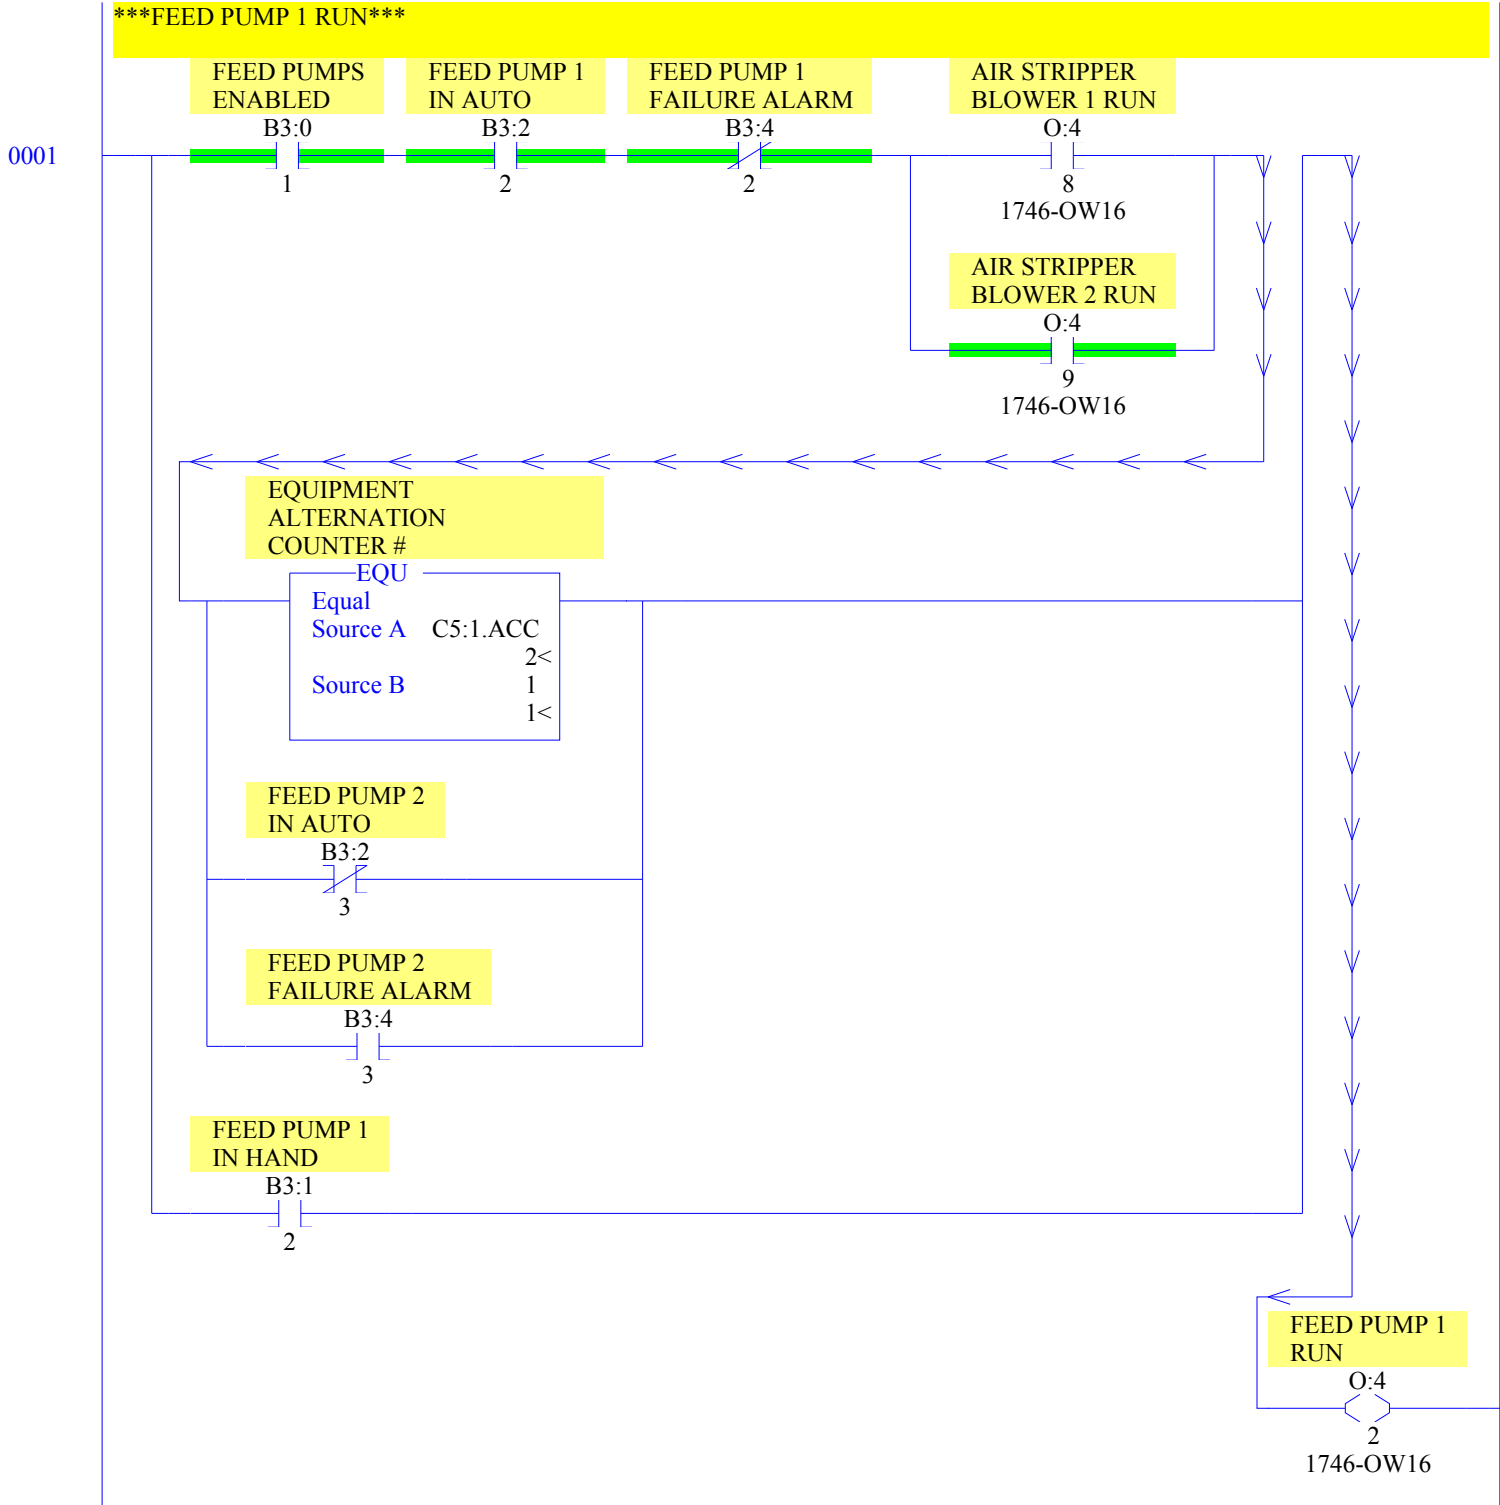 ***FEED PUMP 1 RUN***
FEED PUMPS
ENABLED
B3:0
1
FEED PUMP 1
IN AUTO
B3:2
2
FEED PUMP 1
FAILURE ALARM
B3:4
2
AIR STRIPPER
BLOWER 1 RUN
O:4
8
1746-OW16
0001
AIR STRIPPER
BLOWER 2 RUN
O:4
9
1746-OW16
EQUIPMENT
ALTERNATION
COUNTER #
EQU
Equal
Source A C5:1.ACC
2<
Source B 1
1<
FEED PUMP 2
IN AUTO
B3:2
3
FEED PUMP 2
FAILURE ALARM
B3:4
3
FEED PUMP 1
IN HAND
B3:1
2
FEED PUMP 1
RUN
O:4
2
1746-OW16